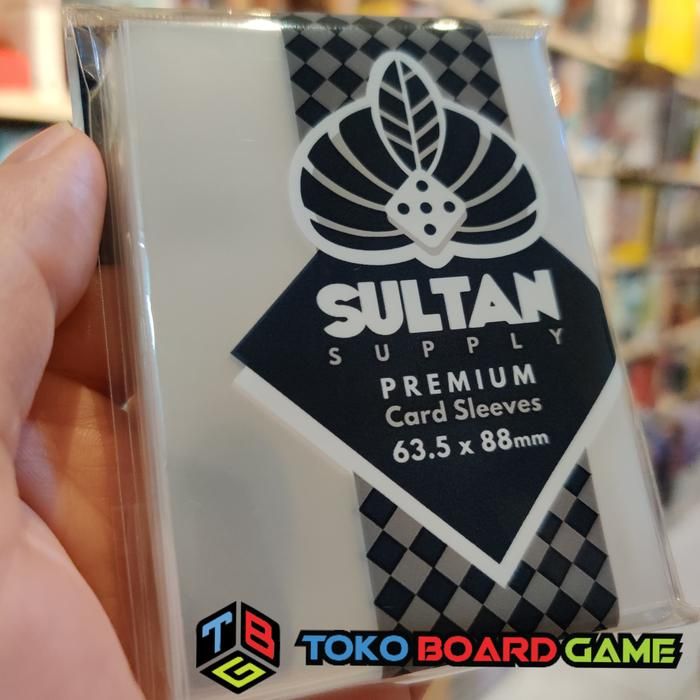 SULTAN
SUPPLY
PREMIUM
Card Sleeves
63.5 x 88mm
TBG
TOKO BOARD GAME